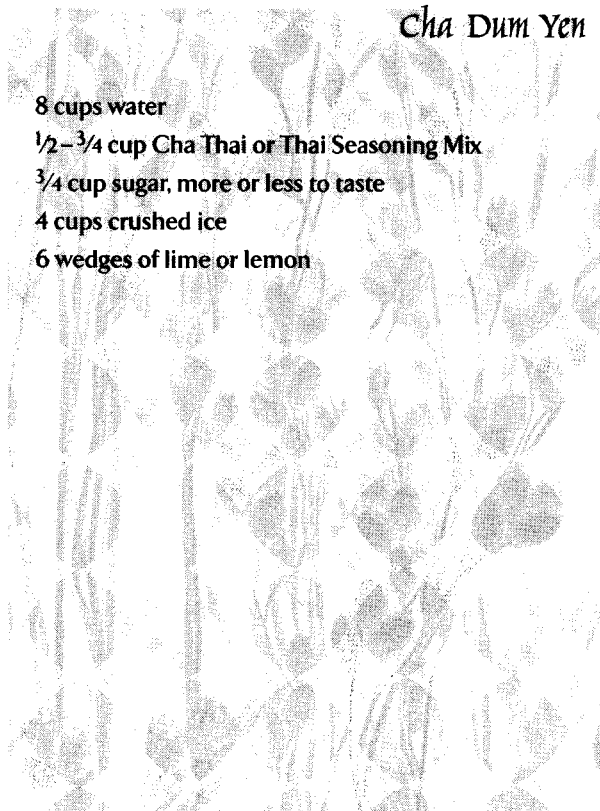 Cha Dum Yen
8 cups water
½–¾ cup Cha Thai or Thai Seasoning Mix
¾ cup sugar, more or less to taste
4 cups crushed ice
6 wedges of lime or lemon